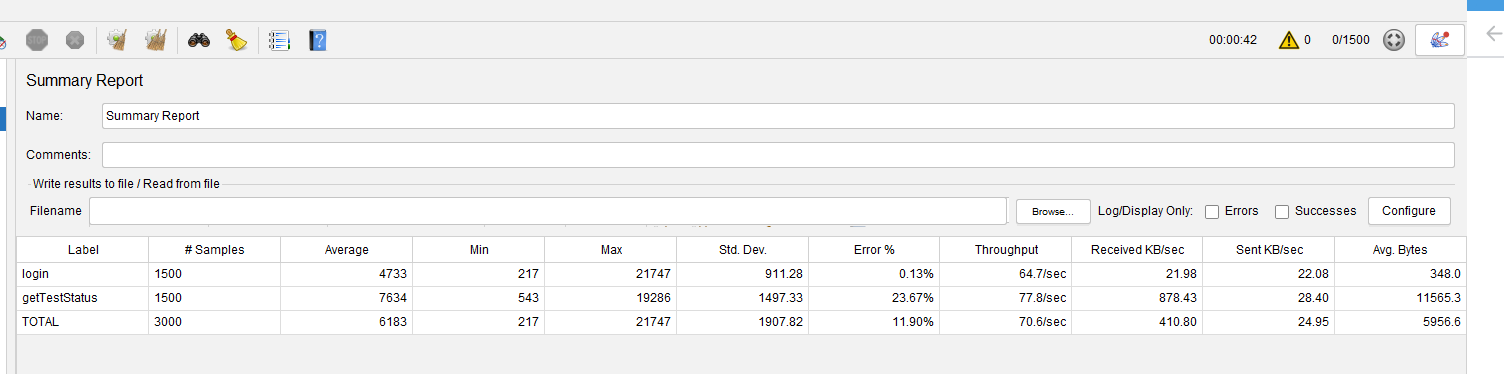 STOP 00:00:42 0 0/1500
Summary Report
Name: Summary Report
Comments:
Write results to file / Read from file
Filename Browse... Log/Display Only: Errors Successes Configure
Label # Samples Average Min Max Std. Dev. Error % Throughput Received KB/sec Sent KB/sec Avg. Bytes
login 1500 4733 217 21747 911.28 0.13% 64.7/sec 21.98 22.08 348.0
getTestStatus 1500 7634 543 19286 1497.33 23.67% 77.8/sec 878.43 28.40 11565.3
TOTAL 3000 6183 217 21747 1907.82 11.90% 70.6/sec 410.80 24.95 5956.6